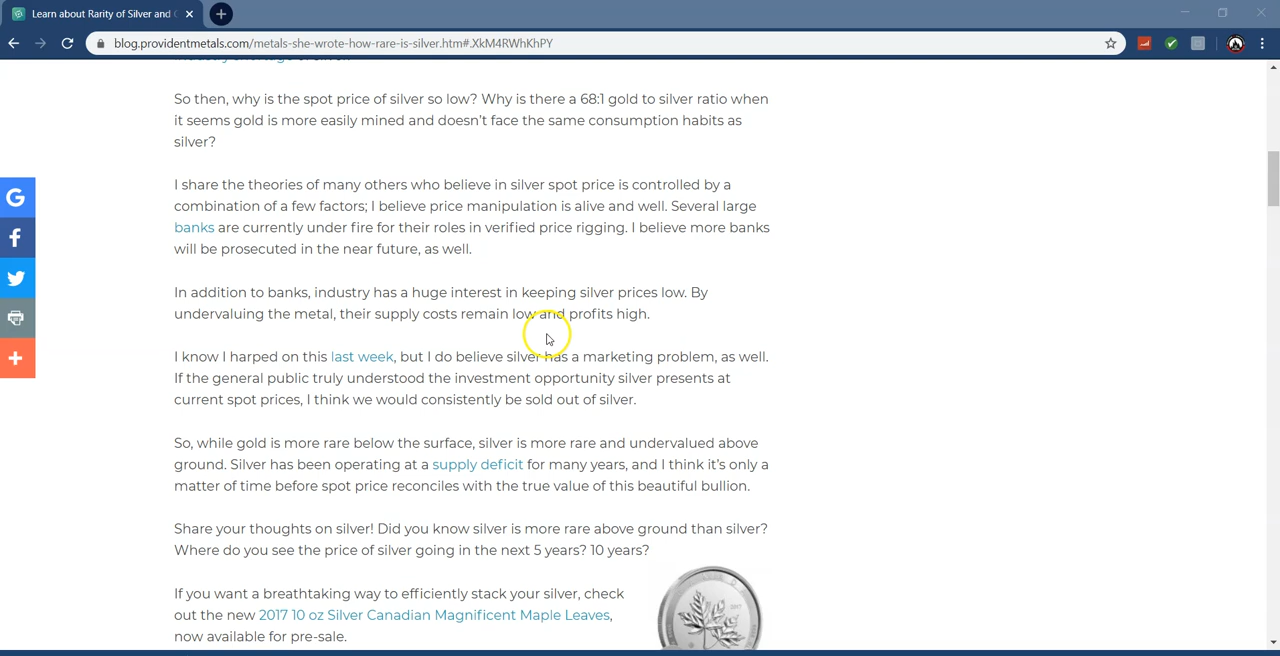 Learn about Rarity of Silver and
blog.providentmetals.com/metals-she-wrote-how-rare-is-silver.htm#.XkM4RWhKhPY
So then, why is the spot price of silver so low? Why is there a 68:1 gold to silver ratio when
it seems gold is more easily mined and doesn't face the same consumption habits as
silver?
I share the theories of many others who believe in silver spot price is controlled by a
combination of a few factors; I believe price manipulation is alive and well. Several large
banks are currently under fire for their roles in verified price rigging. I believe more banks
will be prosecuted in the near future, as well.
In addition to banks, industry has a huge interest in keeping silver prices low. By
undervaluing the metal, their supply costs remain low and profits high.
I know I harped on this last week, but I do believe silver has a marketing problem, as well.
If the general public truly understood the investment opportunity silver presents at
current spot prices, I think we would consistently be sold out of silver.
So, while gold is more rare below the surface, silver is more rare and undervalued above
ground. Silver has been operating at a supply deficit for many years, and I think it's only a
matter of time before spot price reconciles with the true value of this beautiful bullion.
Share your thoughts on silver! Did you know silver is more rare above ground than silver?
Where do you see the price of silver going in the next 5 years? 10 years?
If you want a breathtaking way to efficiently stack your silver, check
out the new 2017 10 oz Silver Canadian Magnificent Maple Leaves,
now available for pre-sale.